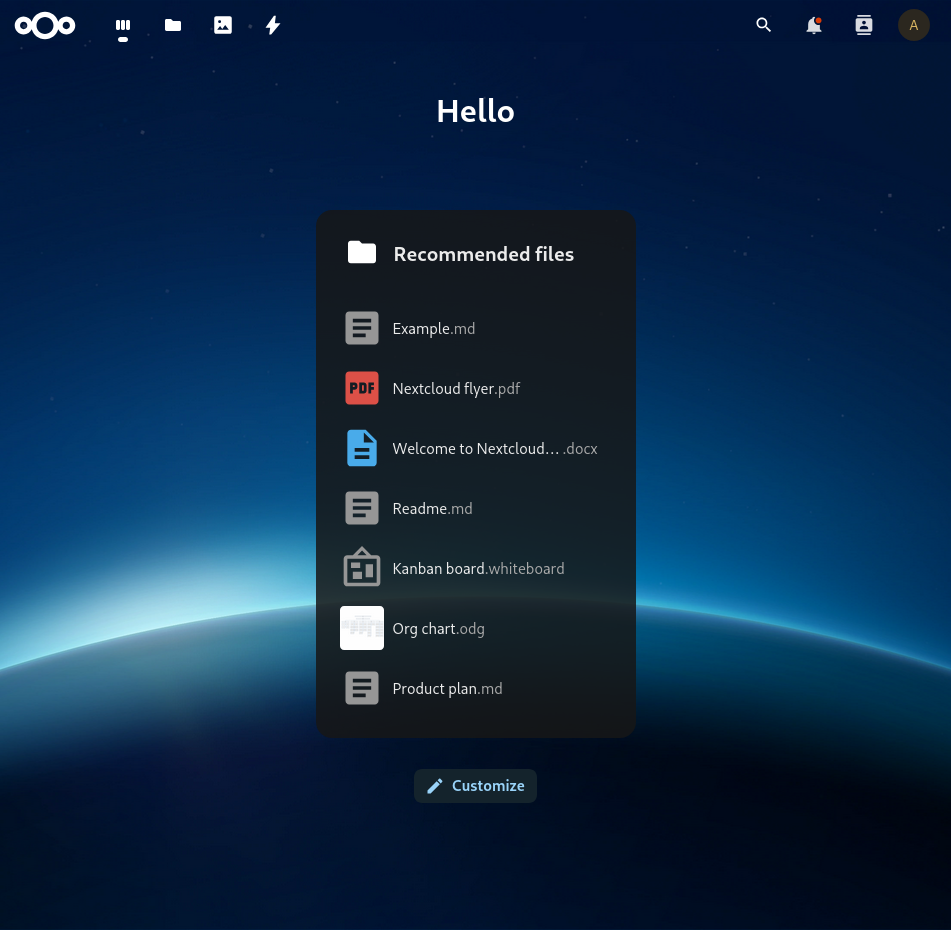 A
Hello
Recommended files
Example.md
PDF
Nextcloud flyer.pdf
Welcome to Nextcloud… .docx
Readme.md
Kanban board.whiteboard
Org chart.odg
Product plan.md
Customize